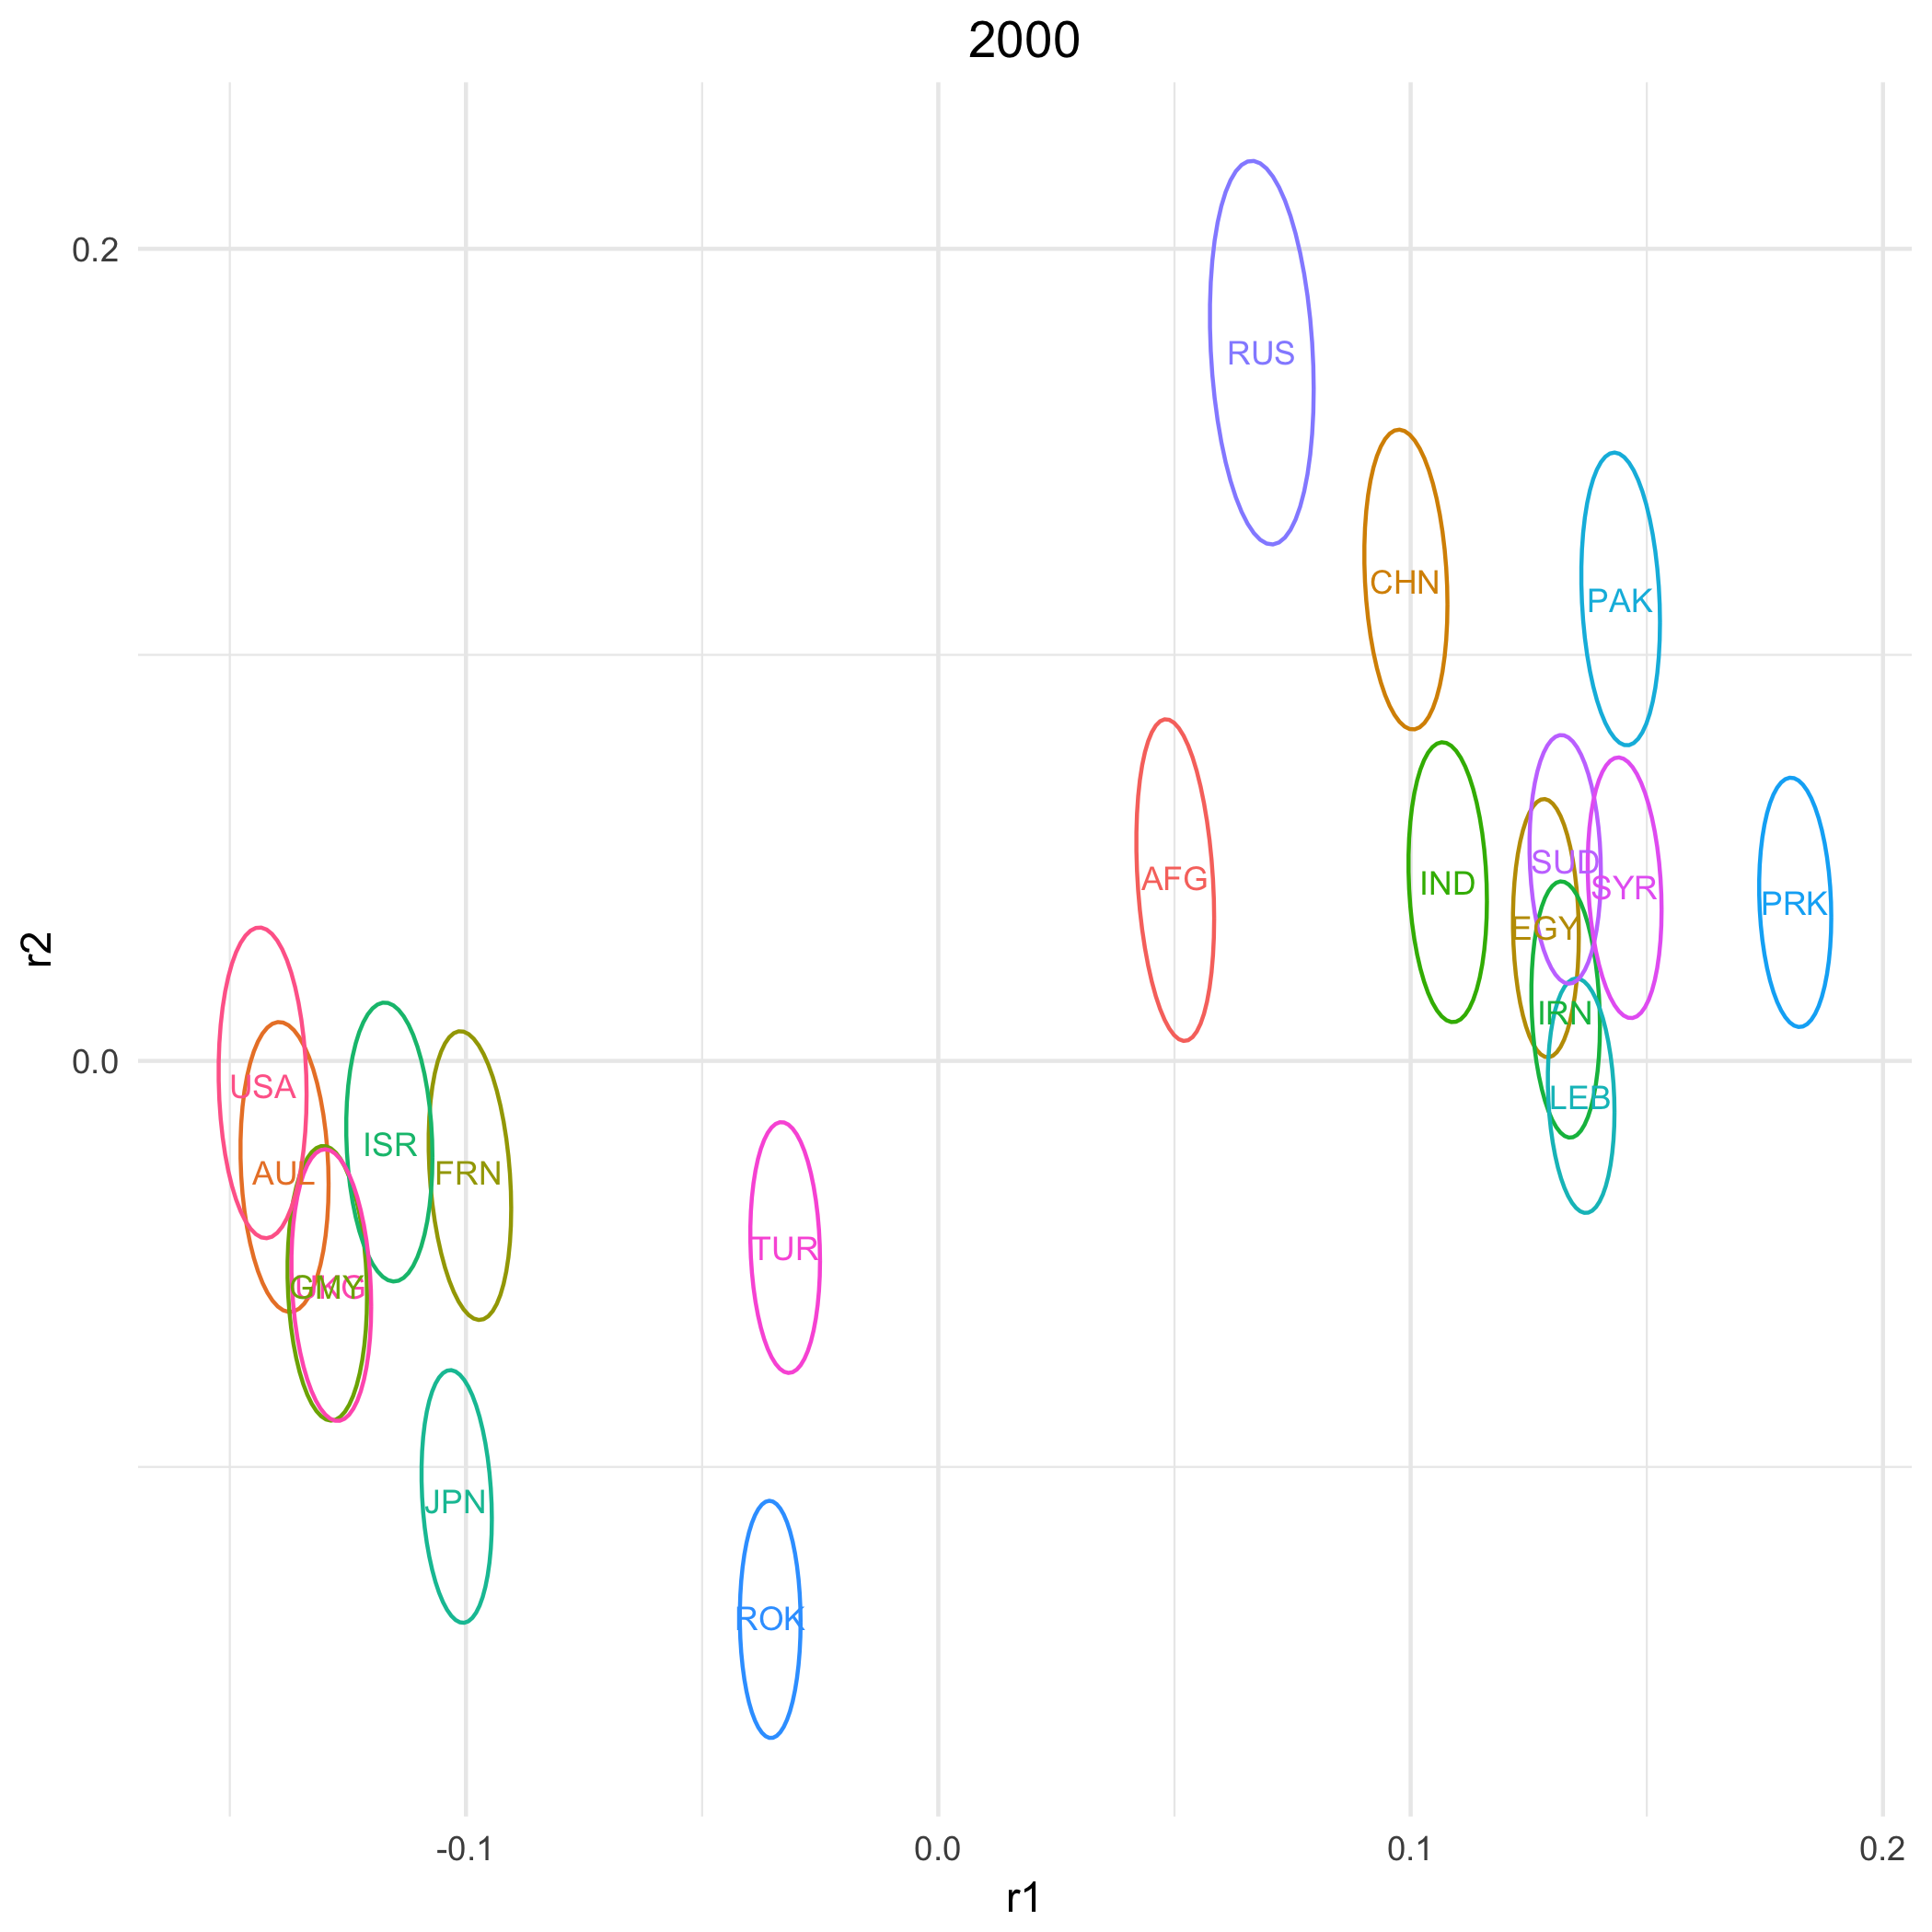 2000
0.2
RUS
CHN
PAK
SUD
AFG
IND
SYR
PRK
EGY
r2
IRN
0.0
USA
LEB
ISR
AUL
FRN
TUR
GMY
JPN
ROK
-0.1
0.0
0.1
0.2
r1